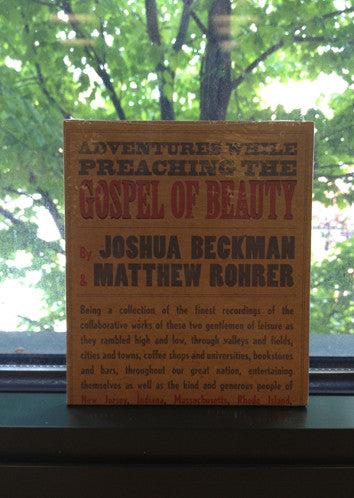 ADVENTURES WHILE
PREACHING THE
GOSPEL OF BEAUTY
By JOSHUA BECKMAN
& MATTHEW ROHRER
Being a collection of the finest recordings of the
collaborative works of these two gentlemen of leisure as
they rambled high and low, through valleys and fields,
cities and towns, coffee shops and universities, bookstores
and bars, throughout our great nation, entertaining
themselves as well as the kind and generous people of
New Jersey, Indiana, Massachusetts, Rhode Island,